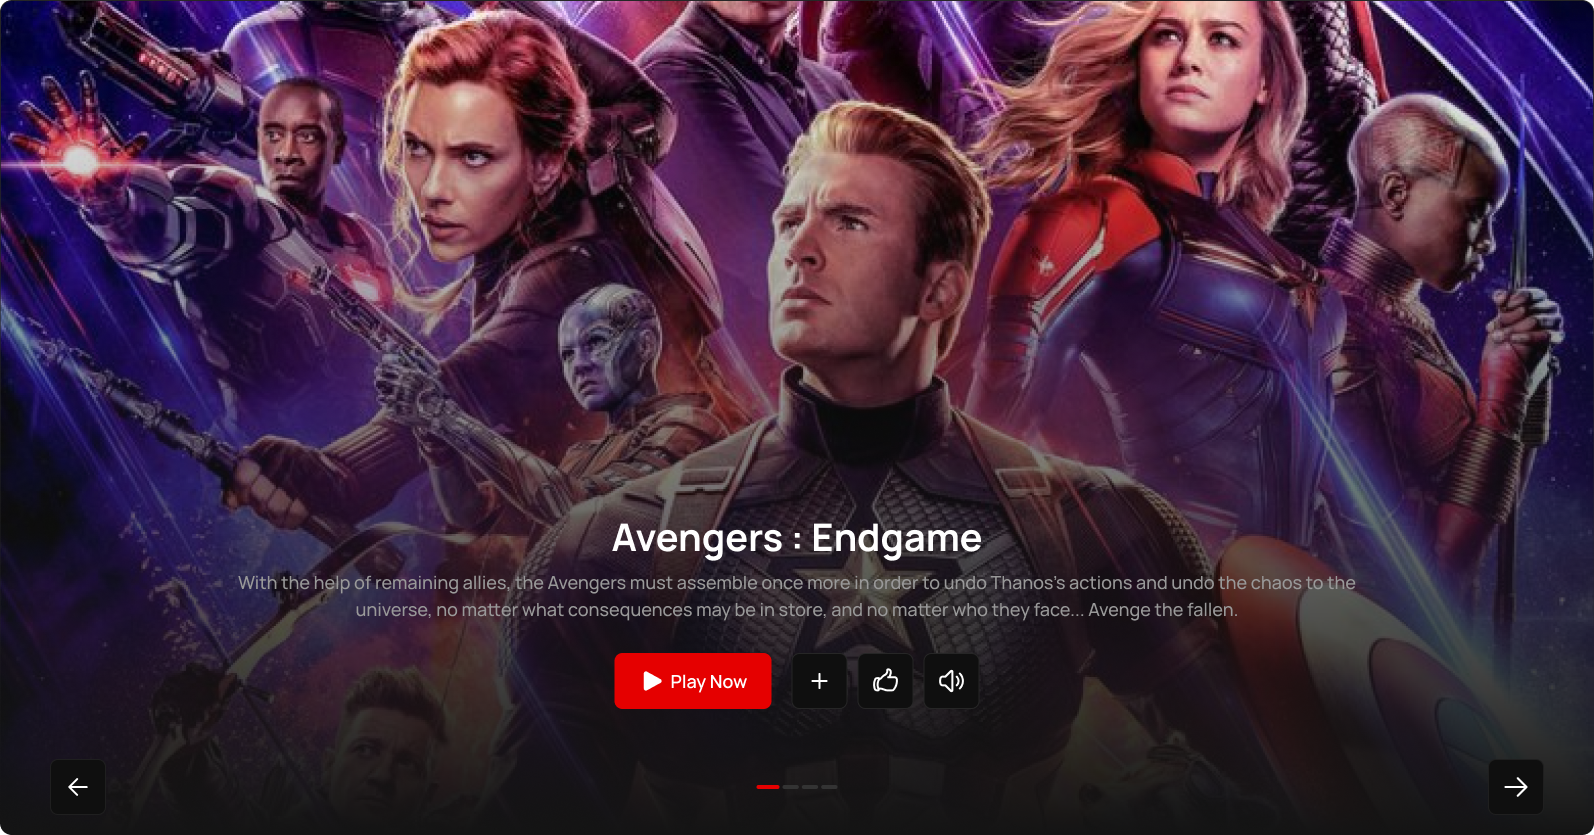 Avengers : Endgame
With the help of remaining allies, the Avengers must assemble once more in order to undo Thanos's actions and undo the chaos to the
universe, no matter what consequences may be in store, and no matter who they face... Avenge the fallen.
Play Now